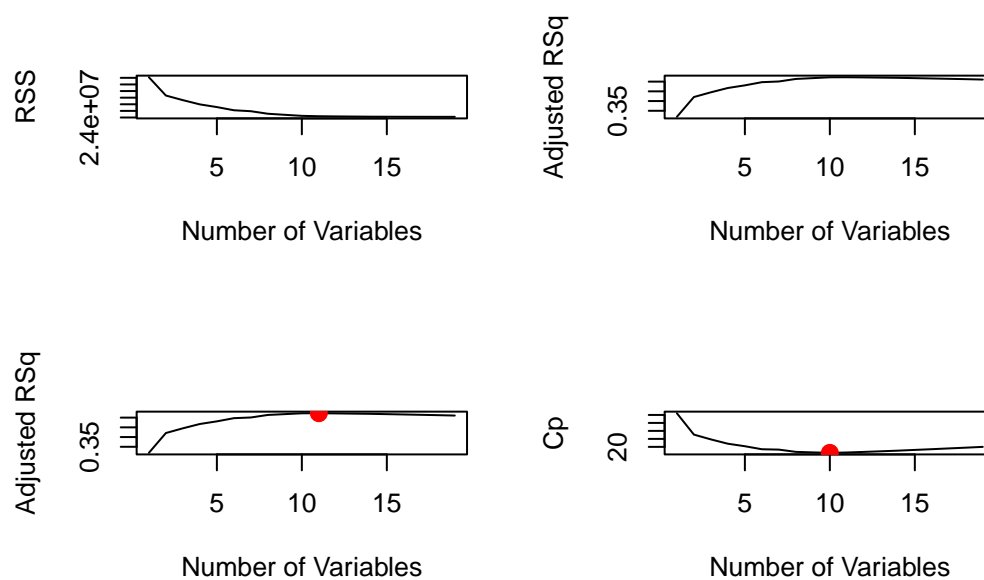 RSS
2.4e+07
5 10 15
Number of Variables
Adjusted RSq
0.35
5 10 15
Number of Variables
Adjusted RSq
0.35
5 10 15
Number of Variables
Cp
20
5 10 15
Number of Variables